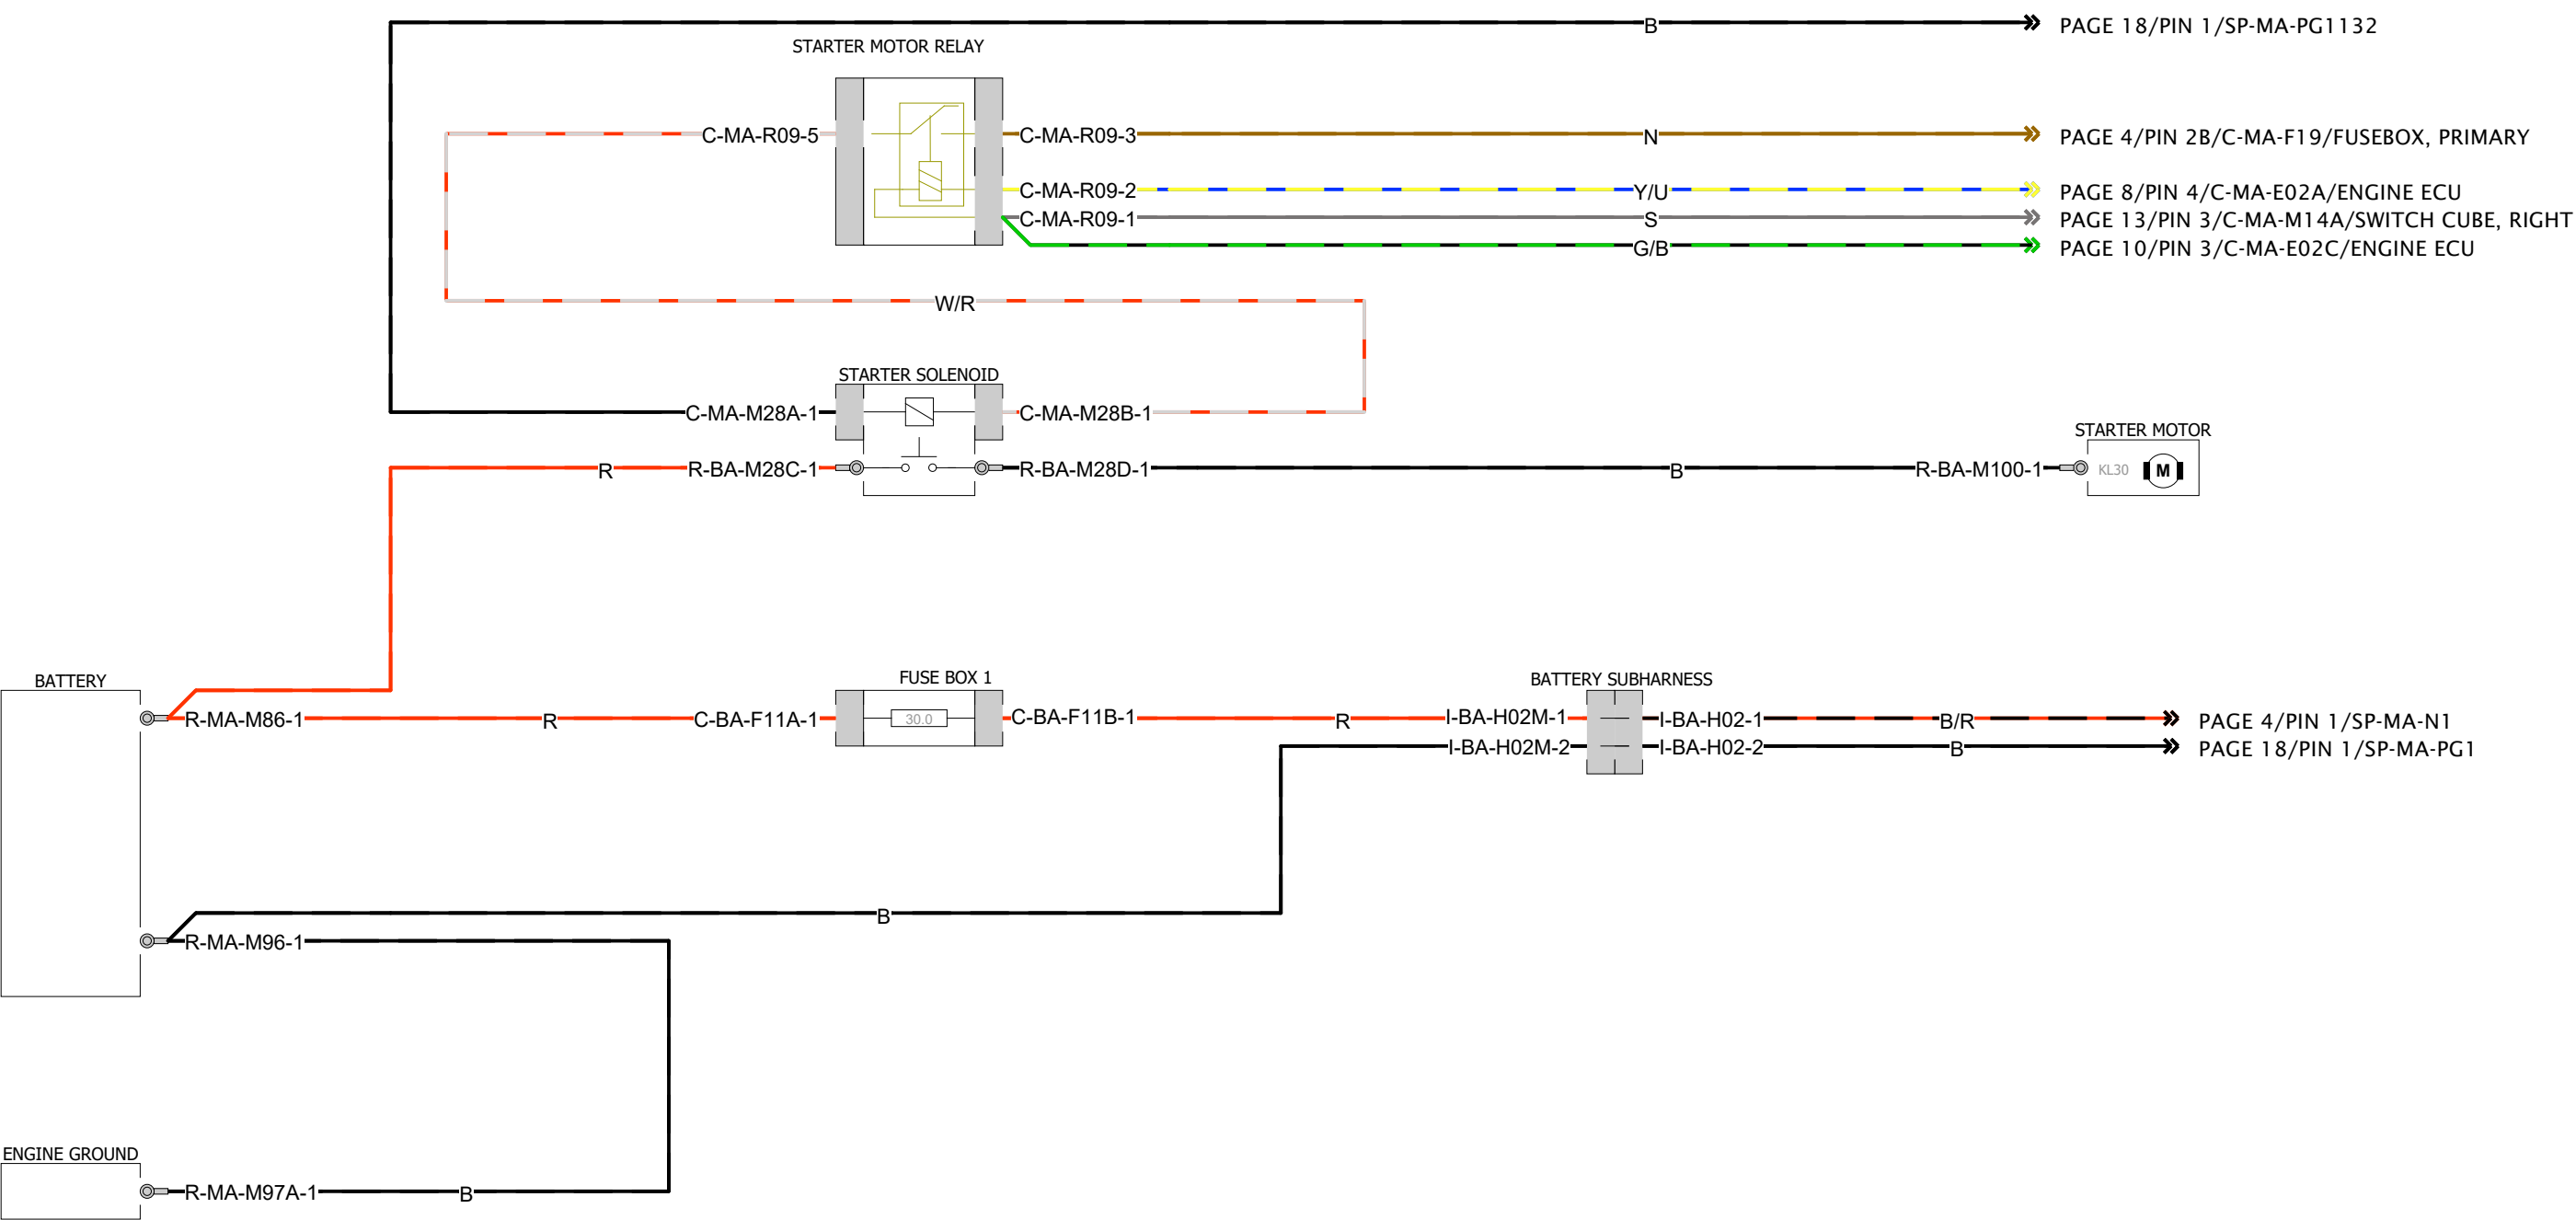 B
PAGE 18/PIN 1/SP-MA-PG1132
STARTER MOTOR RELAY
C-MA-R09-5
C-MA-R09-3
N
PAGE 4/PIN 2B/C-MA-F19/FUSEBOX, PRIMARY
C-MA-R09-2
Y/U
PAGE 8/PIN 4/C-MA-E02A/ENGINE ECU
C-MA-R09-1
S
PAGE 13/PIN 3/C-MA-M14A/SWITCH CUBE, RIGHT
G/B
PAGE 10/PIN 3/C-MA-E02C/ENGINE ECU
W/R
STARTER SOLENOID
C-MA-M28A-1
C-MA-M28B-1
STARTER MOTOR
R
R-BA-M28C-1
R-BA-M28D-1
B
R-BA-M100-1
KL30
M
BATTERY
FUSE BOX 1
BATTERY SUBHARNESS
R-MA-M86-1
R
C-BA-F11A-1
30.0
C-BA-F11B-1
R
I-BA-H02M-1
I-BA-H02-1
B/R
PAGE 4/PIN 1/SP-MA-N1
I-BA-H02M-2
I-BA-H02-2
B
PAGE 18/PIN 1/SP-MA-PG1
B
R-MA-M96-1
ENGINE GROUND
R-MA-M97A-1
B